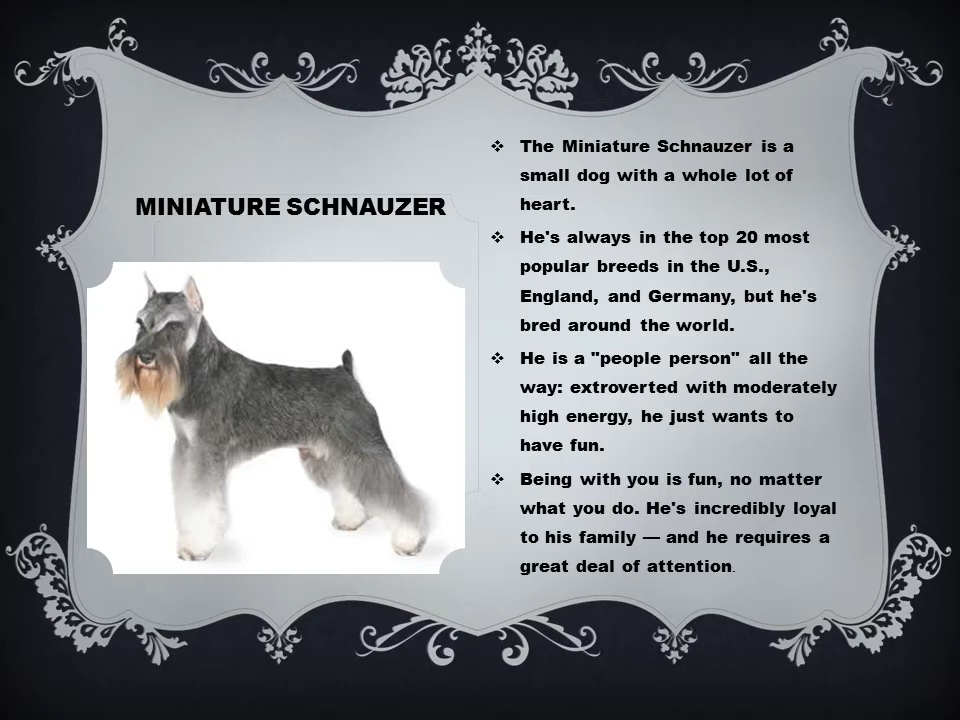 MINIATURE SCHNAUZER
❖ The Miniature Schnauzer is a
small dog with a whole lot of
heart.
❖ He's always in the top 20 most
popular breeds in the U.S.,
England, and Germany, but he's
bred around the world.
❖ He is a "people person" all the
way: extroverted with moderately
high energy, he just wants to
have fun.
❖ Being with you is fun, no matter
what you do. He's incredibly loyal
to his family — and he requires a
great deal of attention.